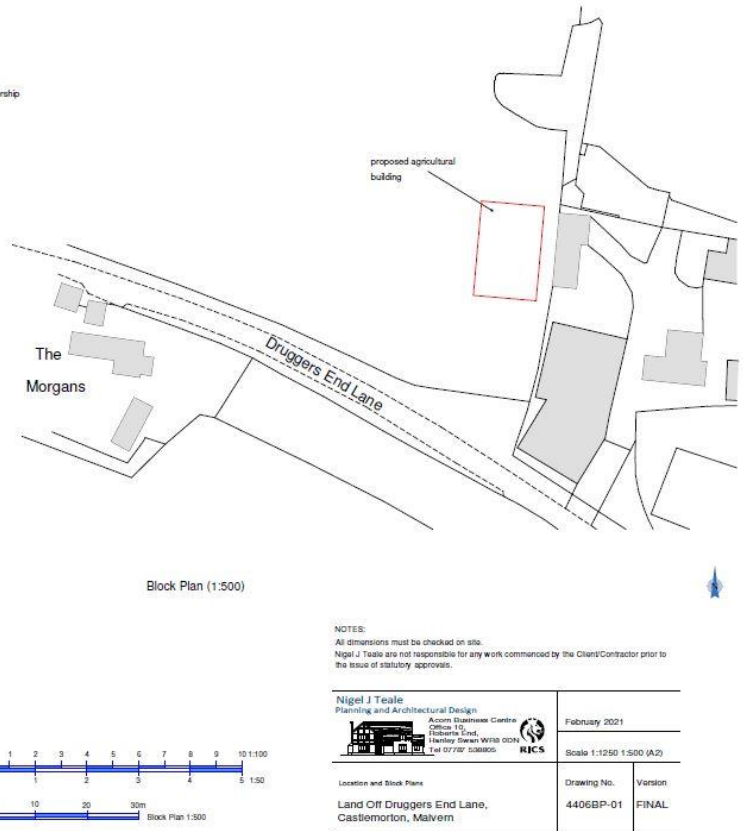 rship
proposed agricultural
building
The
Morgans
Druggers End Lane
Block Plan (1:500)
NOTES:
All dimensions must be checked on site.
Nigel J Teale are not responsible for any work commenced by the Client/Contractor prior to
the issue of statutory approvals.
Nigel J Teale
Planning and Architectural Design
Acorn Business Centre
Office 10,
Roberts End,
Hanley Swan WR8 0DN
Tel 07787 538805
RICS
February 2021
Scale 1:1250 1:500 (A2)
Location and Block Plans
Land Off Druggers End Lane,
Castlemorton, Malvern
Drawing No.
4406BP-01
Version
FINAL
1 2 3 4 5 6 7 8 9 10 1:100
1 2 3 4 5 1:50
10 20 30m
Block Plan 1:500